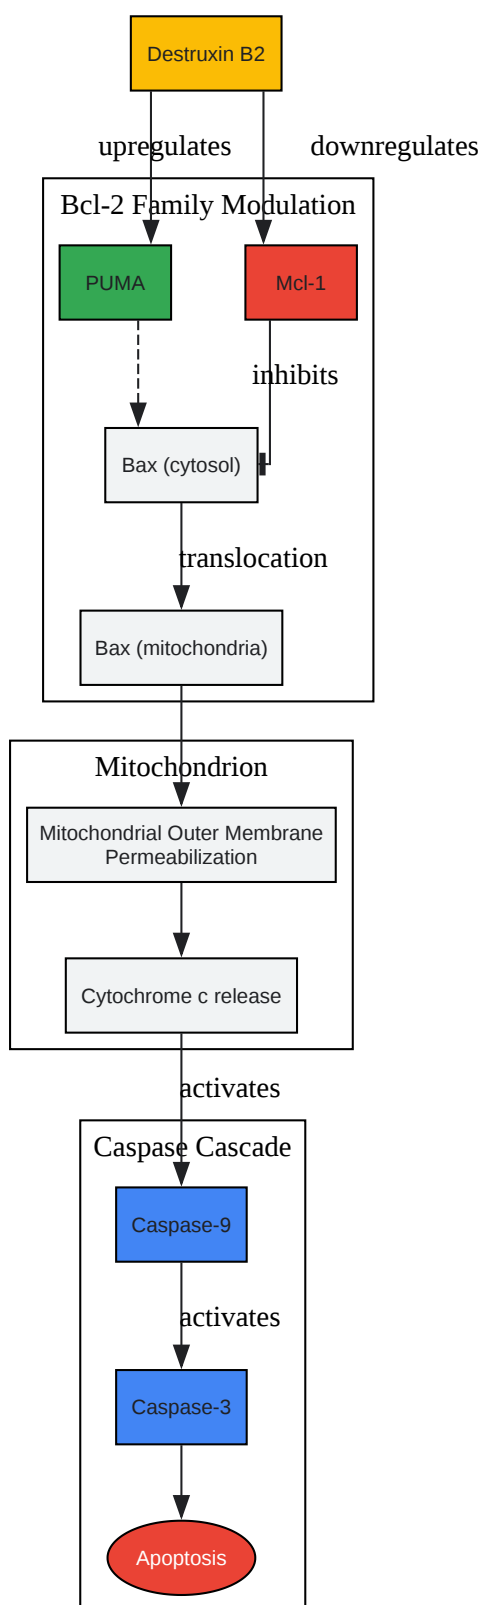 Destruxin B2
upregulates
downregulates
Bcl-2 Family Modulation
PUMA
Mcl-1
inhibits
Bax (cytosol)
translocation
Bax (mitochondria)
Mitochondrion
Mitochondrial Outer Membrane
Permeabilization
Cytochrome c release
activates
Caspase Cascade
Caspase-9
activates
Caspase-3
Apoptosis